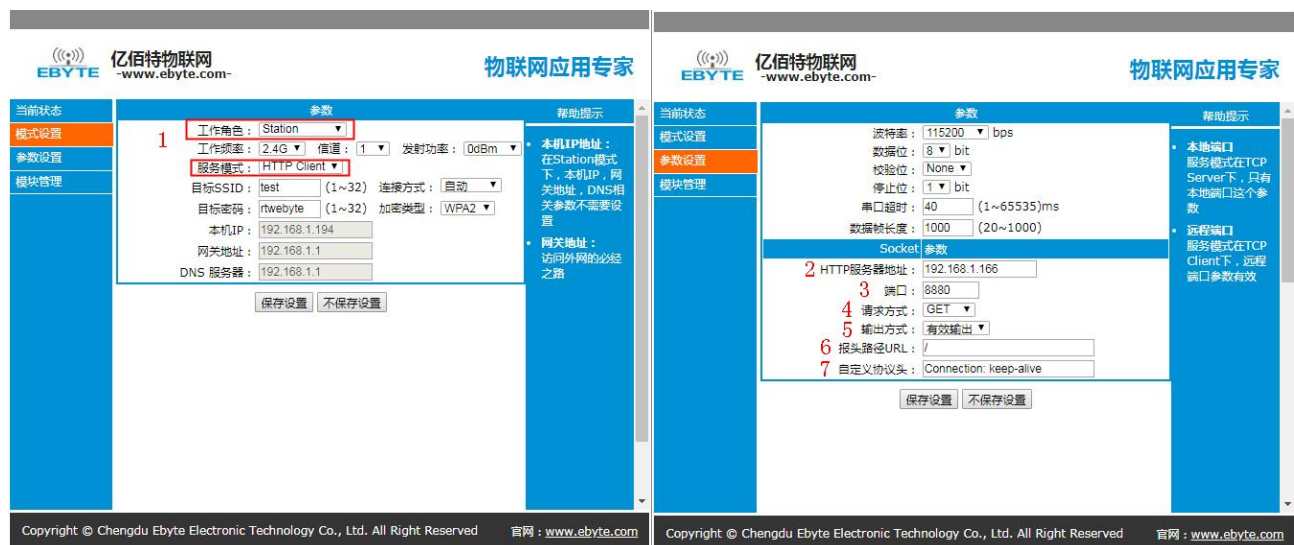 EBYTE
亿佰特物联网
-www.ebyte.com-
物联网应用专家
当前状态
模式设置
参数设置
模块管理
参数
1
工作角色： Station
工作频率： 2.4G 信道： 1 发射功率： 0dBm
服务模式： HTTP Client
目标SSID： test (1~32) 连接方式： 自动
目标密码： rtwebyte (1~32) 加密类型： WPA2
本机IP： 192.168.1.194
网关地址： 192.168.1.1
DNS 服务器： 192.168.1.1
保存设置 不保存设置
帮助提示
本机IP地址：
在Station模式
下，本机IP，网
关地址，DNS相
关参数不需要设
置
网关地址：
访问外网的必经
之路
Copyright © Chengdu Ebyte Electronic Technology Co., Ltd. All Right Reserved 官网：www.ebyte.com
EBYTE
亿佰特物联网
-www.ebyte.com-
物联网应用专家
当前状态
模式设置
参数设置
模块管理
参数
波特率： 115200 bps
数据位： 8 bit
校验位： None
停止位： 1 bit
串口超时： 40 (1~65535)ms
数据帧长度： 1000 (20~1000)
Socket 参数
2 HTTP服务器地址： 192.168.1.166
3 端口： 8880
4 请求方式： GET
5 输出方式： 有效输出
6 报头路径URL： /
7 自定义协议头： Connection: keep-alive
保存设置 不保存设置
帮助提示
本地端口
服务模式在TCP
Server下，只有
本地端口这个参
数
远程端口
服务模式在TCP
Client下，远程
端口参数有效
Copyright © Chengdu Ebyte Electronic Technology Co., Ltd. All Right Reserved 官网：www.ebyte.com